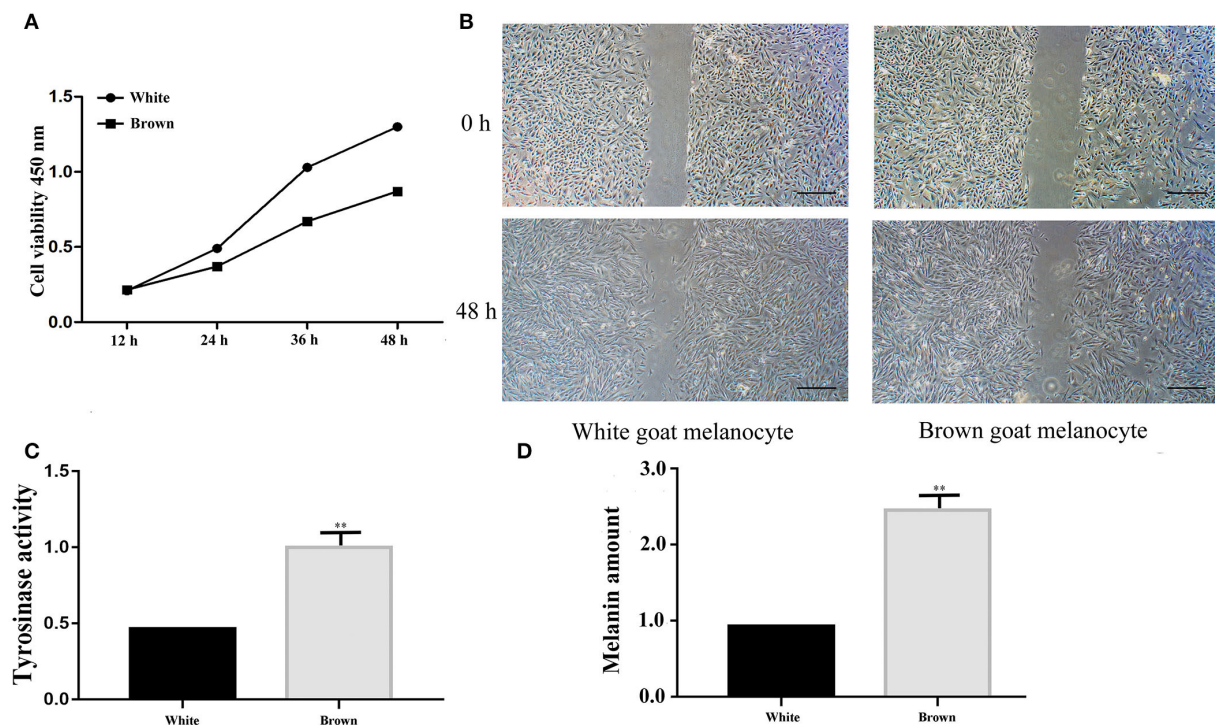 A
1.5
1.0
0.5
0.0
Cell viability 450 nm
White
Brown
12 h
24 h
36 h
48 h
B
0 h
48 h
White goat melanocyte
Brown goat melanocyte
C
1.5
1.0
0.5
0.0
Tyrosinase activity
**
White
Brown
D
3.0
2.0
1.0
0.0
Melanin amount
**
White
Brown